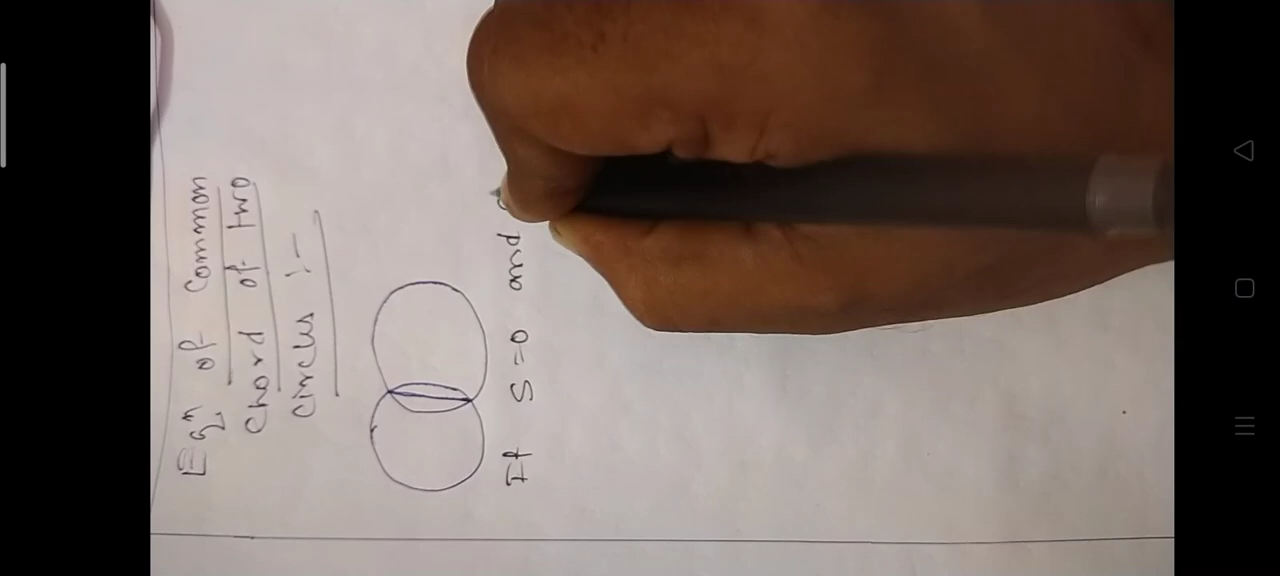 Eqn of Common
Chord of two
Circles :-
If S=0 and